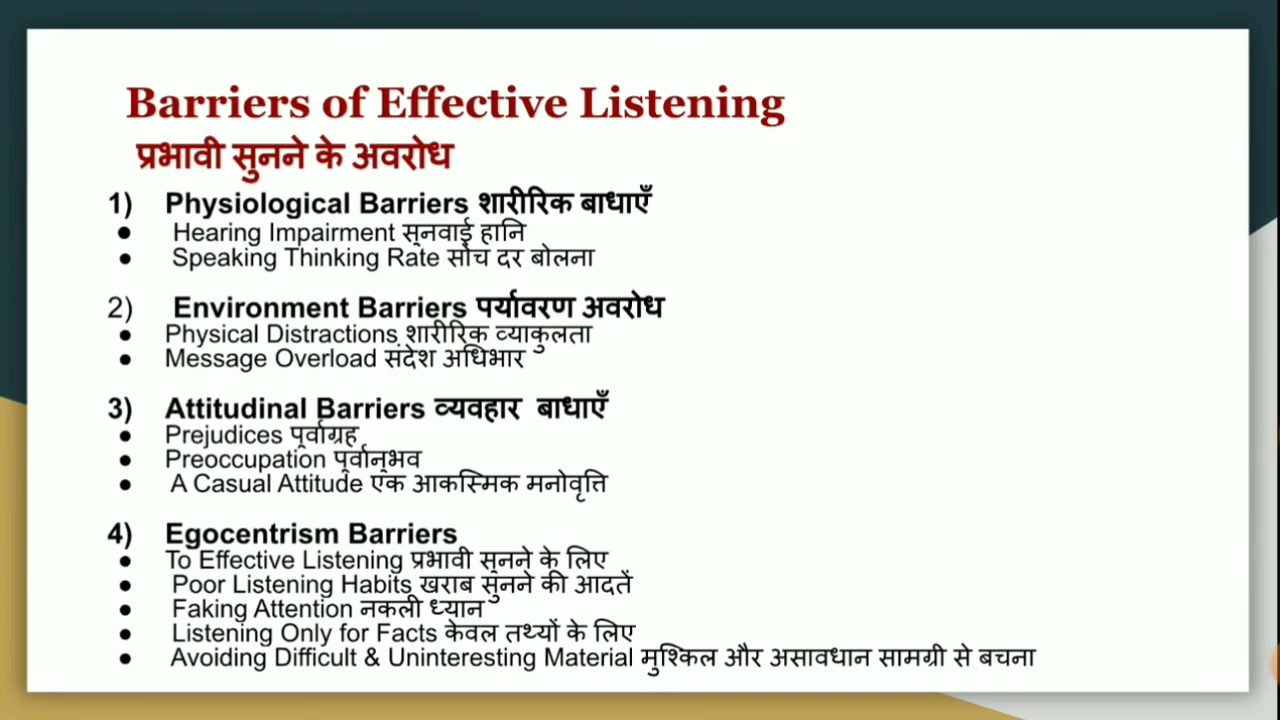 Barriers of Effective Listening
प्रभावी सुनने के अवरोध
1) Physiological Barriers शारीरिक बाधाएँ
● Hearing Impairment सुनवाई हानि
● Speaking Thinking Rate सोच दर बोलना
2) Environment Barriers पर्यावरण अवरोध
● Physical Distractions शारीरिक व्याकुलता
● Message Overload संदेश अधिभार
3) Attitudinal Barriers व्यवहार बाधाएँ
● Prejudices पूर्वाग्रह
● Preoccupation पूर्वानुभव
● A Casual Attitude एक आकस्मिक मनोवृत्ति
4) Egocentrism Barriers
● To Effective Listening प्रभावी सुनने के लिए
● Poor Listening Habits खराब सुनने की आदतें
● Faking Attention नकली ध्यान
● Listening Only for Facts केवल तथ्यों के लिए
● Avoiding Difficult & Uninteresting Material मुश्किल और असावधान सामग्री से बचना